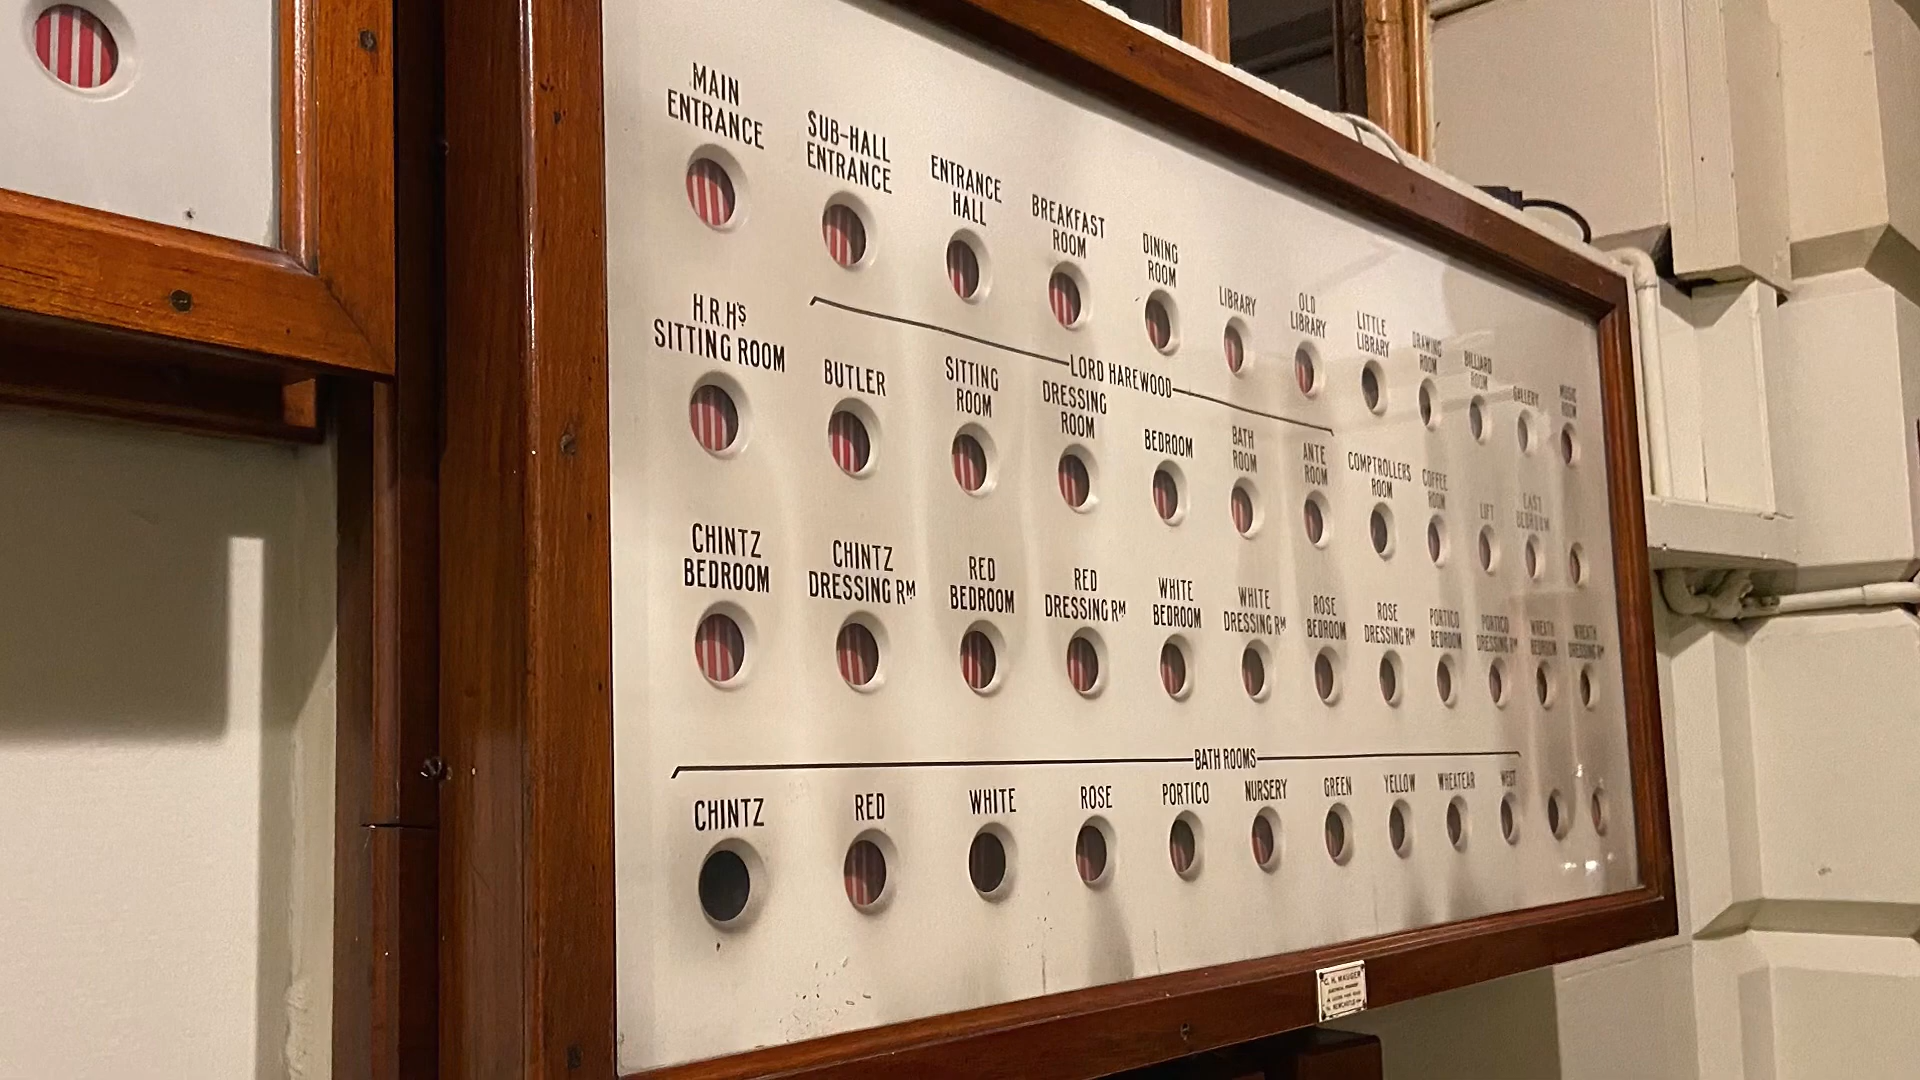 MAIN
ENTRANCE
SUB-HALL
ENTRANCE
ENTRANCE
HALL
BREAKFAST
ROOM
DINING
ROOM
LIBRARY
OLD
LIBRARY
LITTLE
LIBRARY
DRAWING
ROOM
BILLIARD
ROOM
GALLERY
MUSIC
ROOM
LORD HAREWOOD
H.R.H'S
SITTING ROOM
BUTLER
SITTING
ROOM
DRESSING
ROOM
BEDROOM
BATH
ROOM
ANTE
ROOM
COMPTROLLERS
ROOM
COFFEE
ROOM
LIFT
EAST
BEDROOM
CHINTZ
BEDROOM
CHINTZ
DRESSING RM
RED
BEDROOM
RED
DRESSING RM
WHITE
BEDROOM
WHITE
DRESSING RM
ROSE
BEDROOM
ROSE
DRESSING RM
PORTICO
BEDROOM
PORTICO
DRESSING RM
WREATH
BEDROOM
WREATH
DRESSING RM
BATH ROOMS
CHINTZ
RED
WHITE
ROSE
PORTICO
NURSERY
GREEN
YELLOW
WHEATEAR
WEST